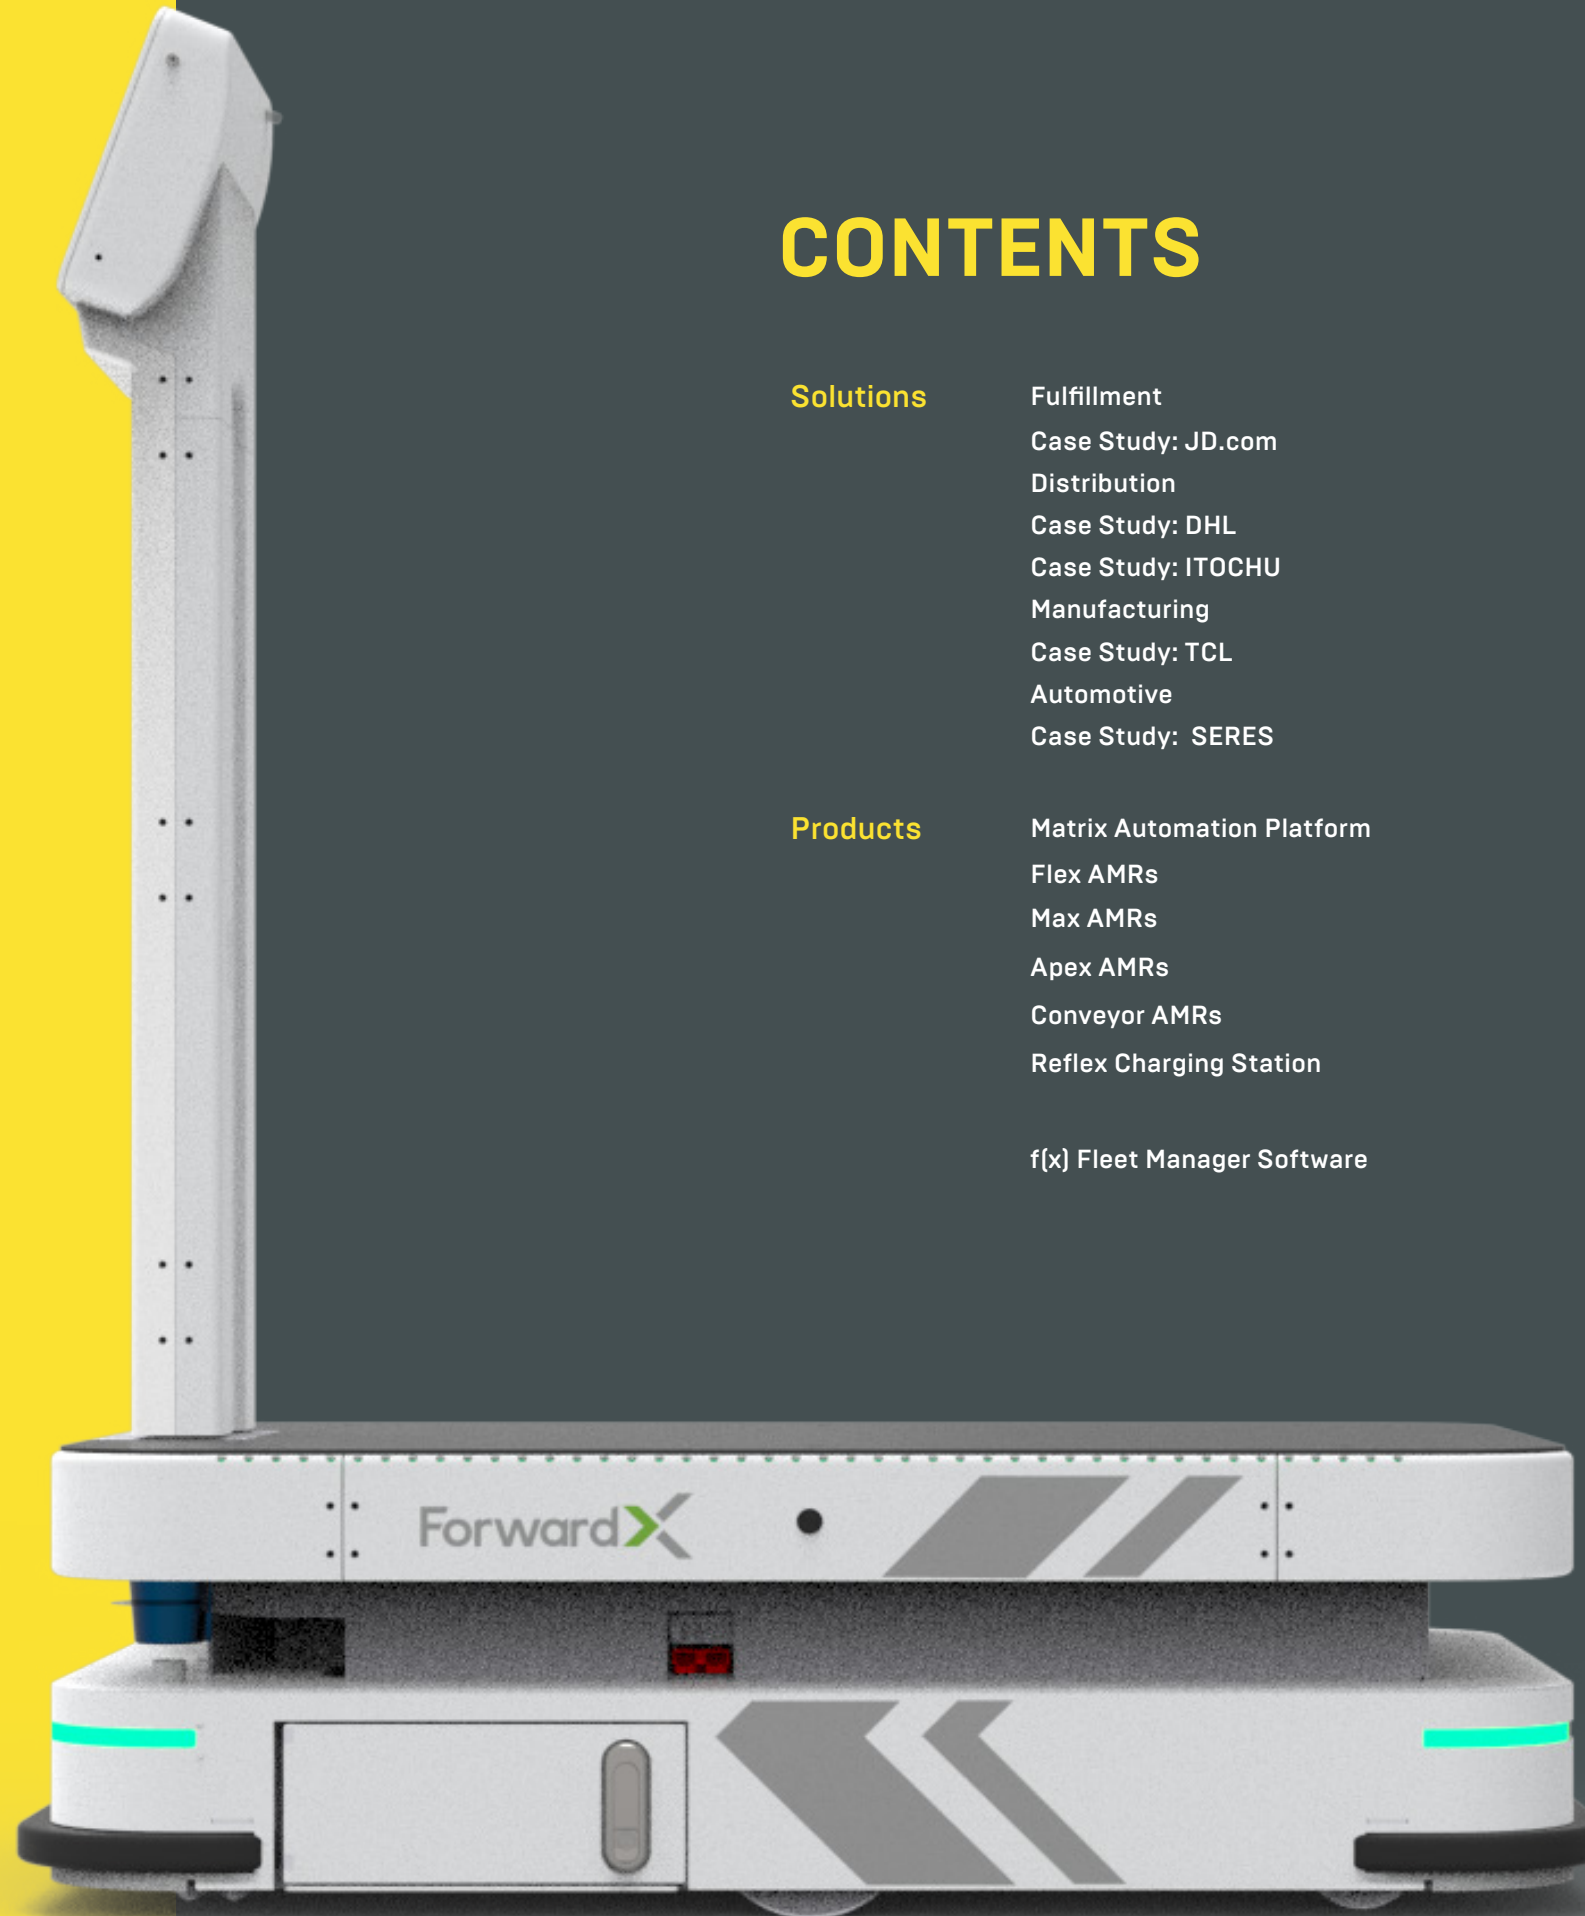 CONTENTS
Solutions
Fulfillment
Case Study: JD.com
Distribution
Case Study: DHL
Case Study: ITOCHU
Manufacturing
Case Study: TCL
Automotive
Case Study:  SERES
Products
Matrix Automation Platform
Flex AMRs
Max AMRs
Apex AMRs
Conveyor AMRs
Reflex Charging Station
f(x) Fleet Manager Software
ForwardX